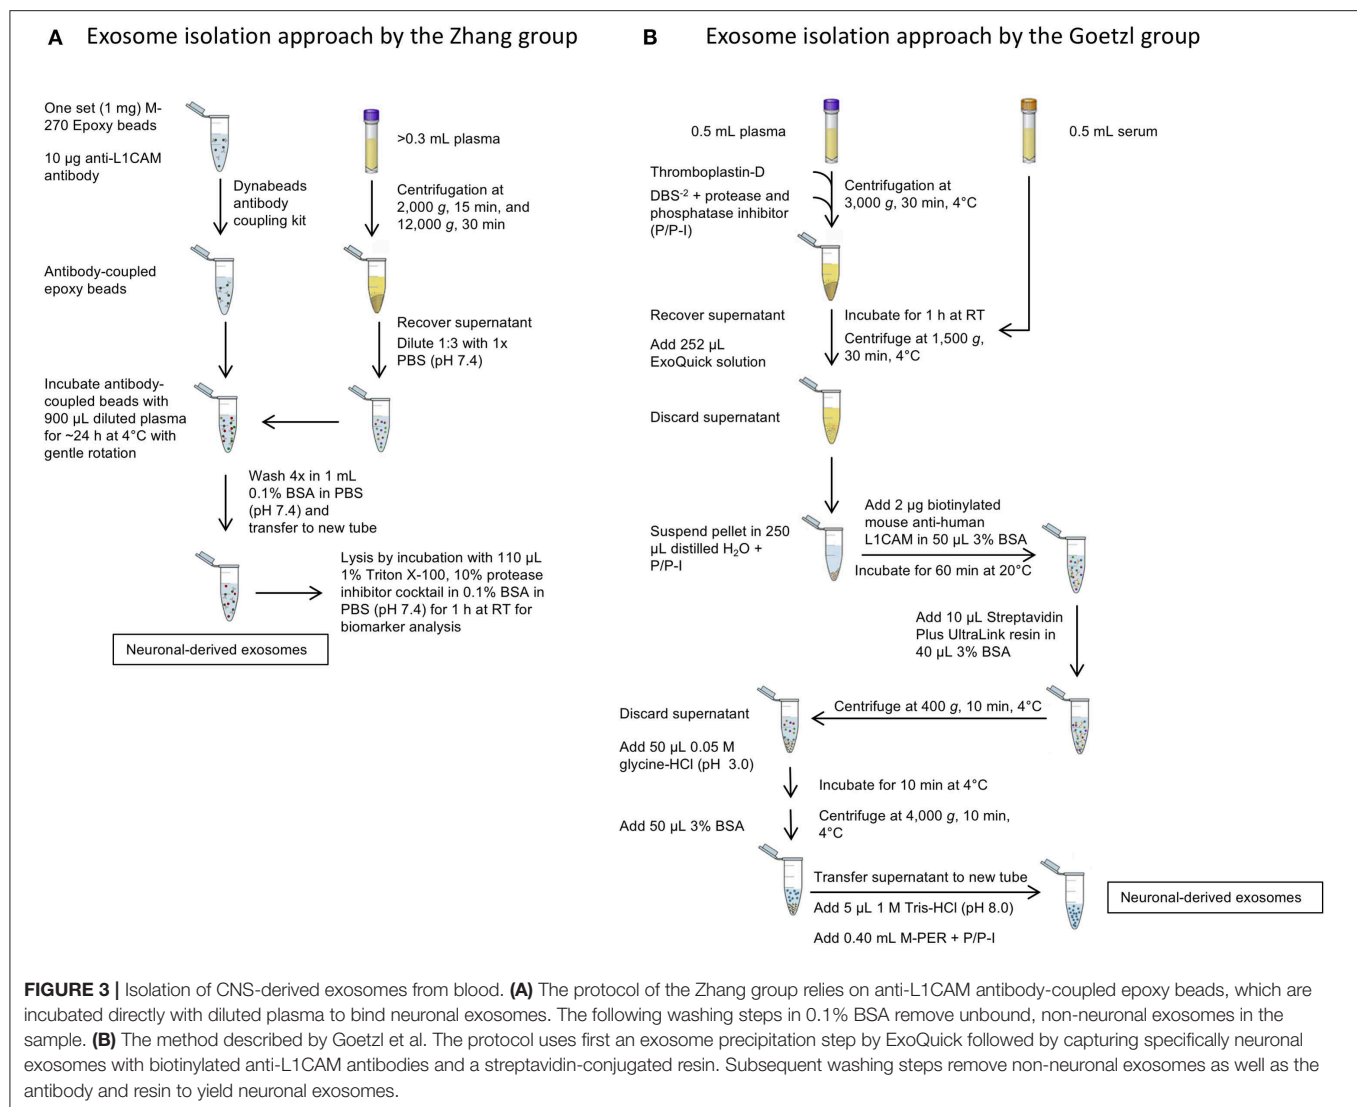 A Exosome isolation approach by the Zhang group
One set (1 mg) M-
270 Epoxy beads
10 µg anti-L1CAM
antibody
>0.3 mL plasma
Dynabeads
antibody
coupling kit
Centrifugation at
2,000 g, 15 min, and
12,000 g, 30 min
Antibody-coupled
epoxy beads
Recover supernatant
Dilute 1:3 with 1x
PBS (pH 7.4)
Incubate antibody-
coupled beads with
900 µL diluted plasma
for ~24 h at 4°C with
gentle rotation
Wash 4x in 1 mL
0.1% BSA in PBS
(pH 7.4) and
transfer to new tube
Lysis by incubation with 110 µL
1% Triton X-100, 10% protease
inhibitor cocktail in 0.1% BSA in
PBS (pH 7.4) for 1 h at RT for
biomarker analysis
Neuronal-derived exosomes
B Exosome isolation approach by the Goetzl group
0.5 mL plasma
0.5 mL serum
Thromboplastin-D
DBS-2 + protease and
phosphatase inhibitor
(P/P-I)
Centrifugation at
3,000 g, 30 min, 4°C
Recover supernatant
Add 252 µL
ExoQuick solution
Incubate for 1 h at RT
Centrifuge at 1,500 g,
30 min, 4°C
Discard supernatant
Suspend pellet in 250
µL distilled H2O +
P/P-I
Add 2 µg biotinylated
mouse anti-human
L1CAM in 50 µL 3% BSA
Incubate for 60 min at 20°C
Add 10 µL Streptavidin
Plus UltraLink resin in
40 µL 3% BSA
Centrifuge at 400 g, 10 min, 4°C
Discard supernatant
Add 50 µL 0.05 M
glycine-HCl (pH 3.0)
Incubate for 10 min at 4°C
Centrifuge at 4,000 g, 10 min,
4°C
Add 50 µL 3% BSA
Transfer supernatant to new tube
Add 5 µL 1 M Tris-HCl (pH 8.0)
Add 0.40 mL M-PER + P/P-I
Neuronal-derived exosomes
FIGURE 3 | Isolation of CNS-derived exosomes from blood. (A) The protocol of the Zhang group relies on anti-L1CAM antibody-coupled epoxy beads, which are
incubated directly with diluted plasma to bind neuronal exosomes. The following washing steps in 0.1% BSA remove unbound, non-neuronal exosomes in the
sample. (B) The method described by Goetzl et al. The protocol uses first an exosome precipitation step by ExoQuick followed by capturing specifically neuronal
exosomes with biotinylated anti-L1CAM antibodies and a streptavidin-conjugated resin. Subsequent washing steps remove non-neuronal exosomes as well as the
antibody and resin to yield neuronal exosomes.